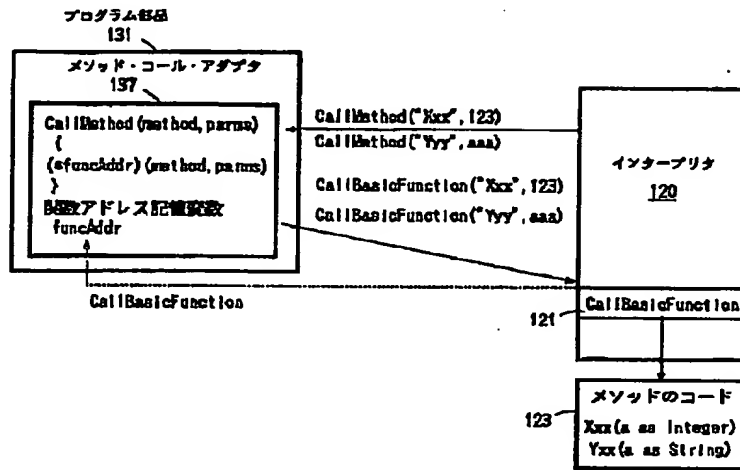 プログラム部品
131
メソッド・コール・アダプタ
137
CallMethod(method, parms)
{
(*funcAddr)(method, parms)
}
関数アドレス記憶変数
funcAddr
CallMethod("Xxx", 123)
CallMethod("Yyy", aaa)
CallBasicFunction("Xxx", 123)
CallBasicFunction("Yyy", aaa)
CallBasicFunction
インタープリタ
120
121
CallBasicFunction
123
メソッドのコード
Xxx(a as Integer)
Yxx(a as String)